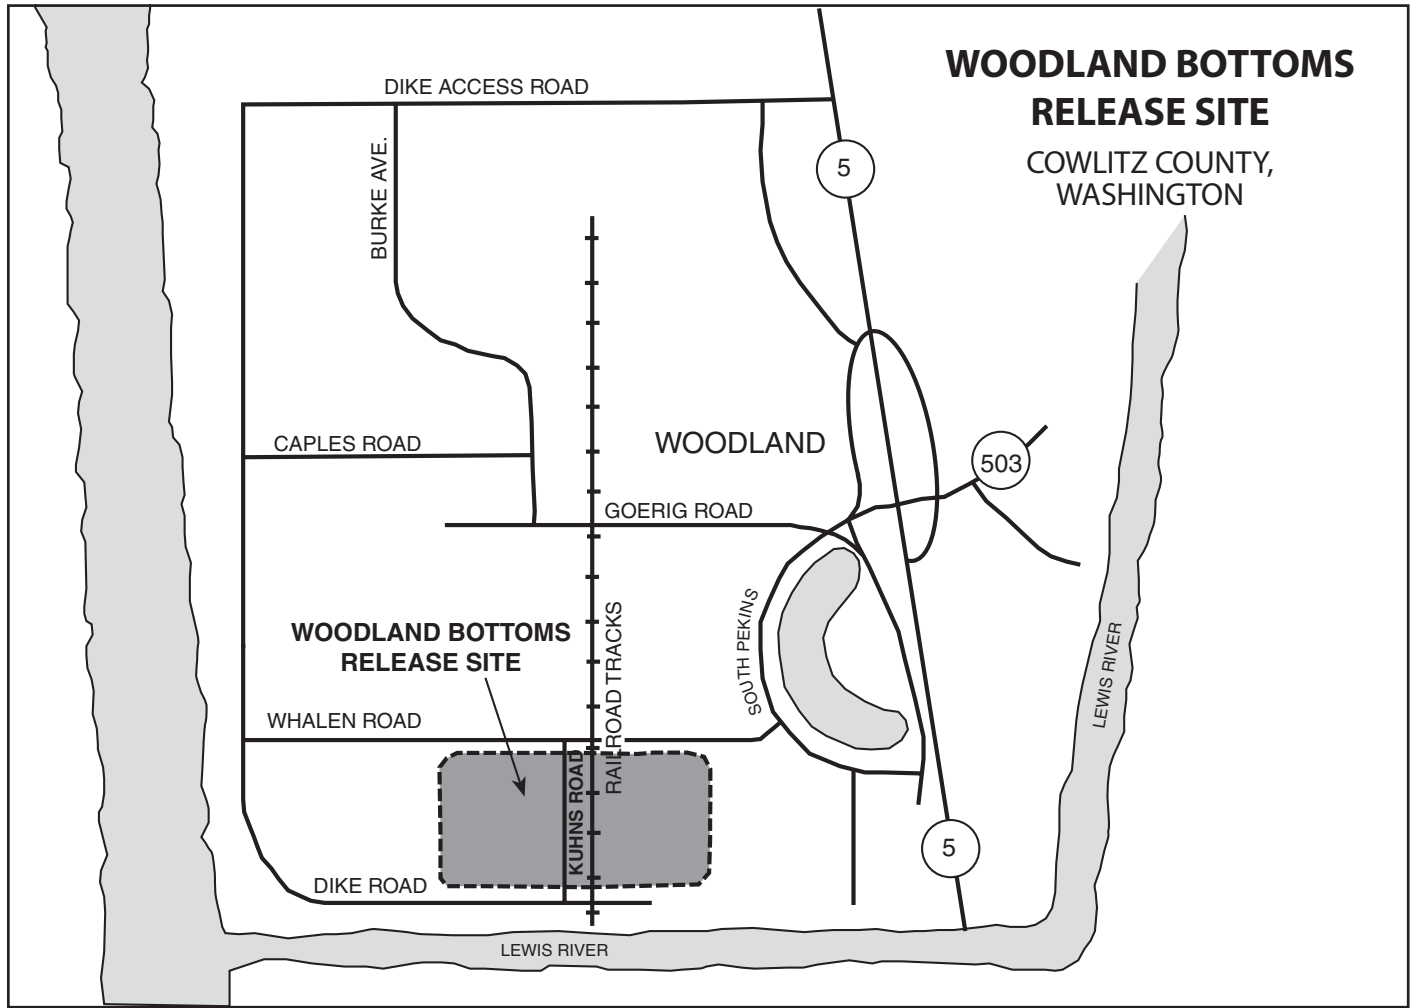 WOODLAND BOTTOMS
RELEASE SITE
COWLITZ COUNTY,
WASHINGTON
DIKE ACCESS ROAD
BURKE AVE.
5
CAPLES ROAD
WOODLAND
503
GOERIG ROAD
WOODLAND BOTTOMS
RELEASE SITE
RAILROAD TRACKS
SOUTH PEKINS
LEWIS RIVER
WHALEN ROAD
KUHNS ROAD
5
DIKE ROAD
LEWIS RIVER